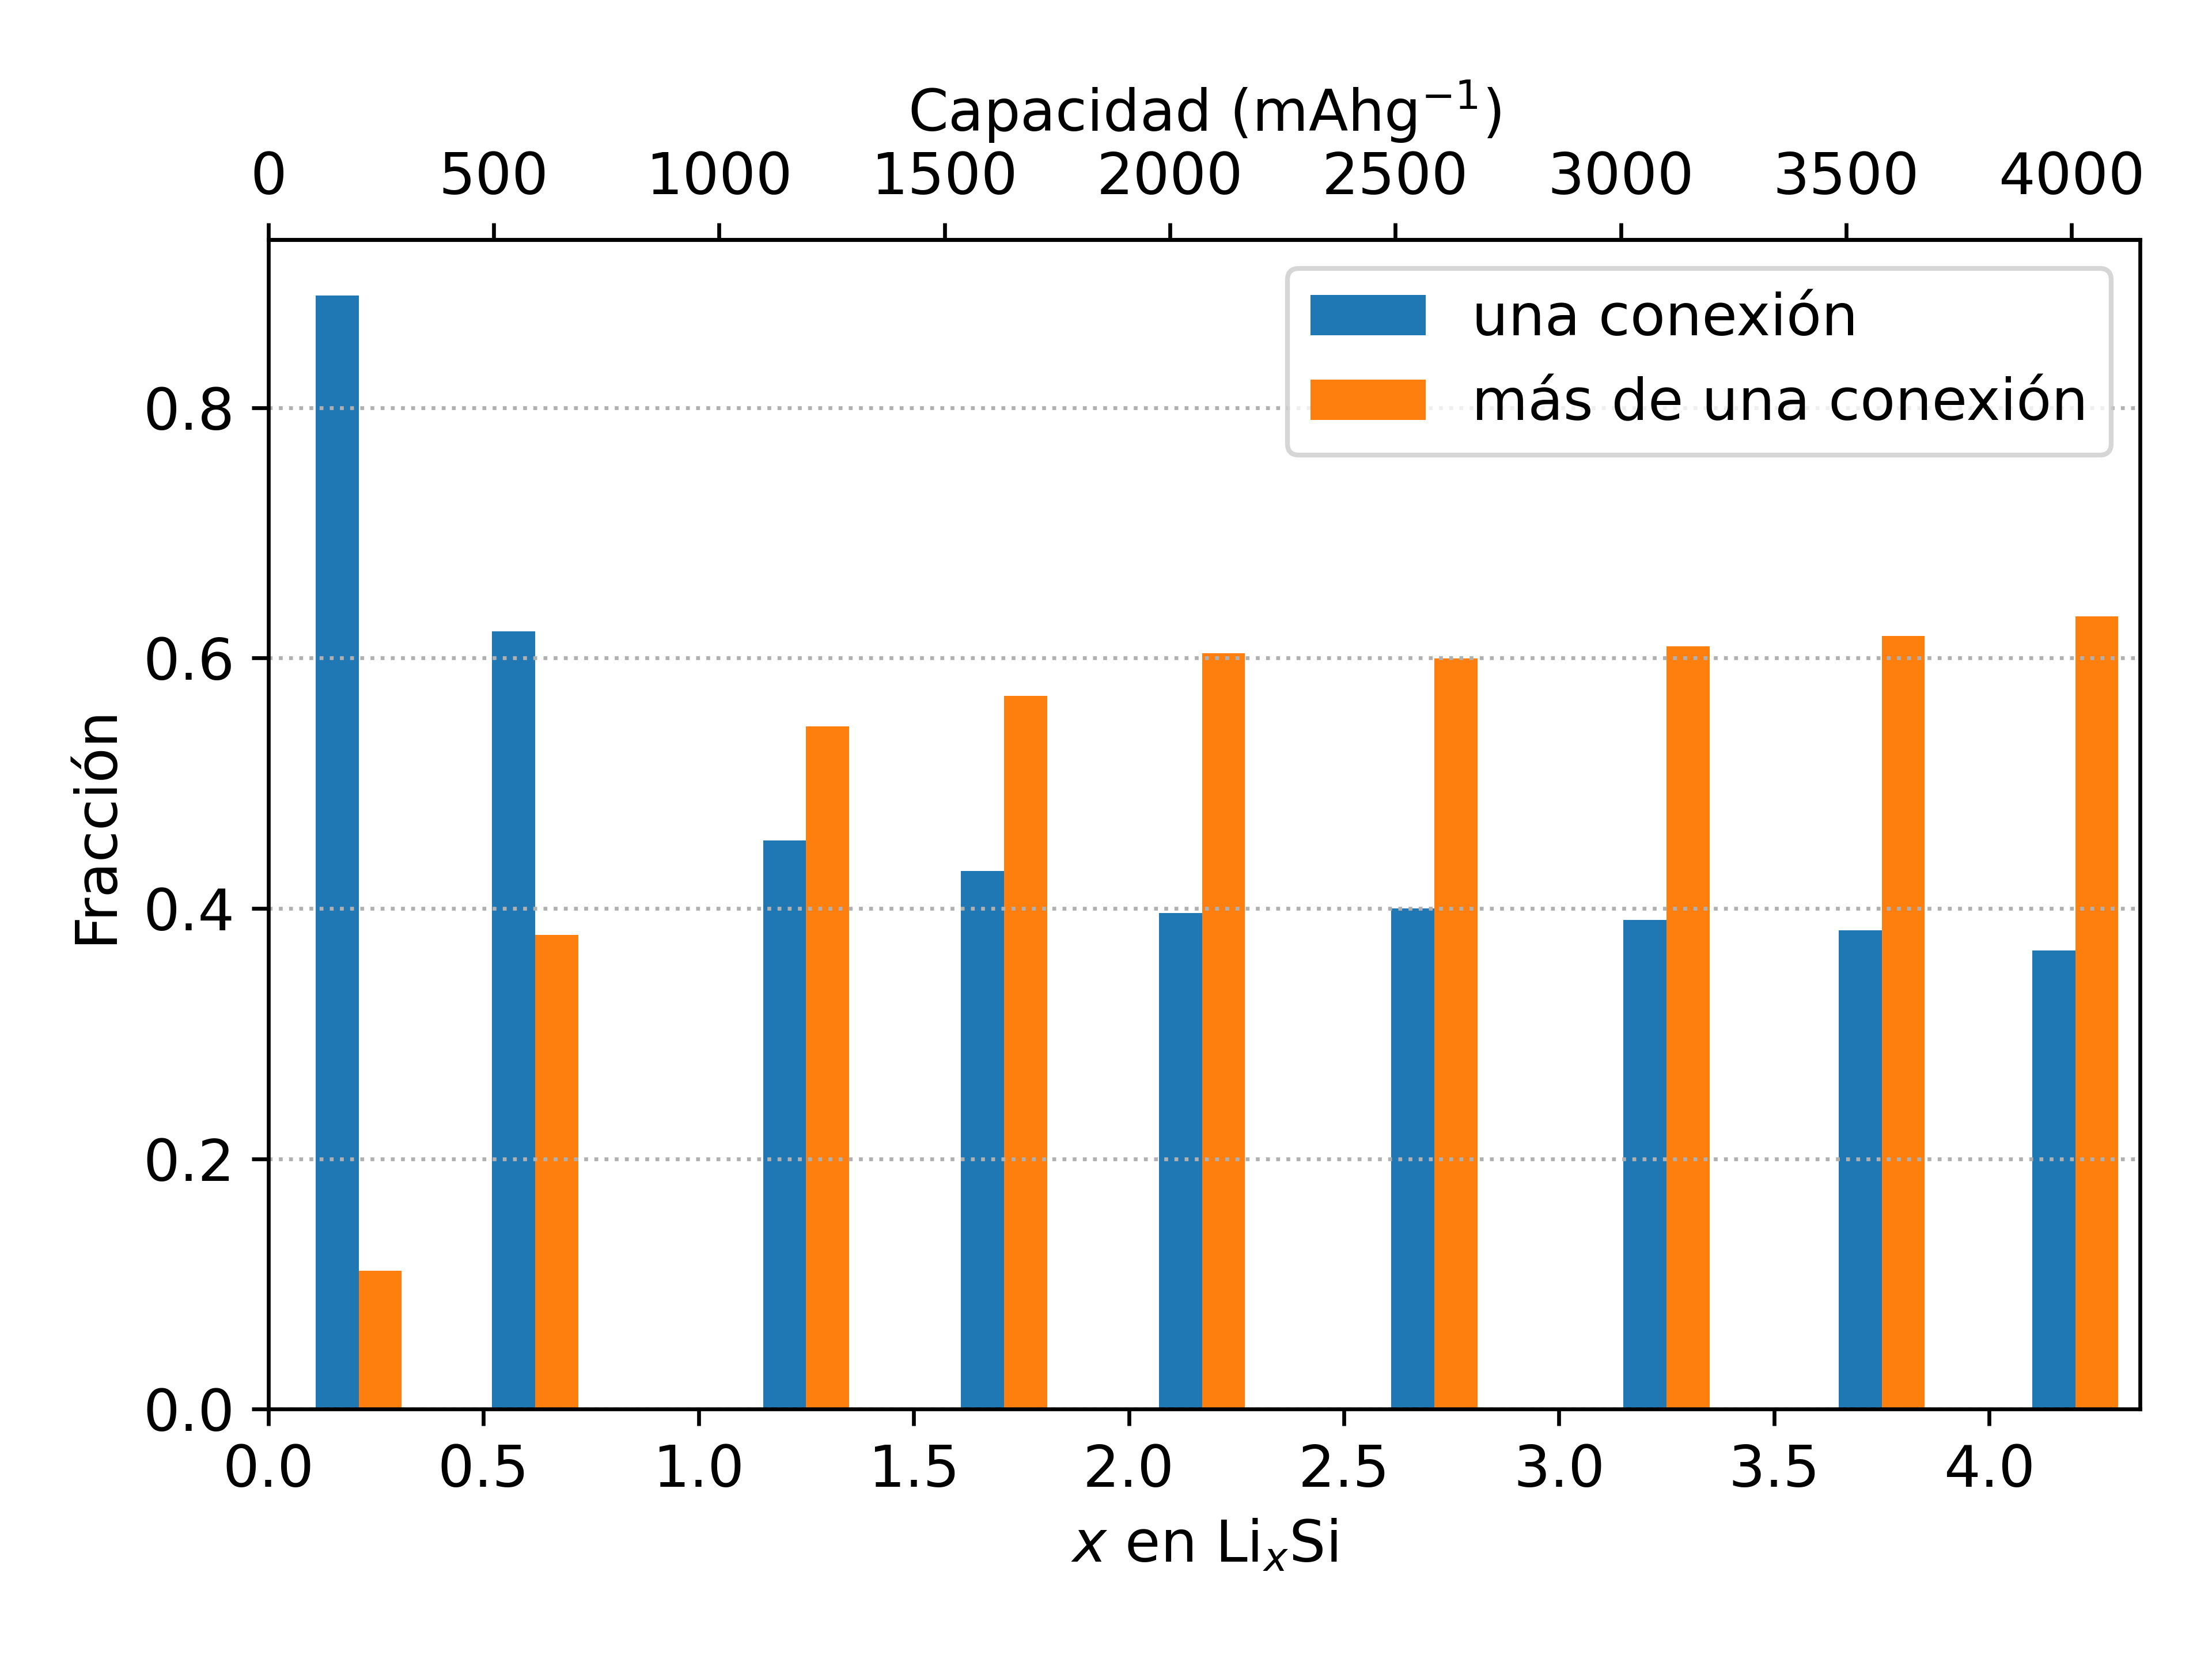 Capacidad (mAhg⁻¹)
0 500 1000 1500 2000 2500 3000 3500 4000
una conexión
más de una conexión
0.8
0.6
0.4
0.2
0.0
Fracción
0.0 0.5 1.0 1.5 2.0 2.5 3.0 3.5 4.0
x en LiₓSi